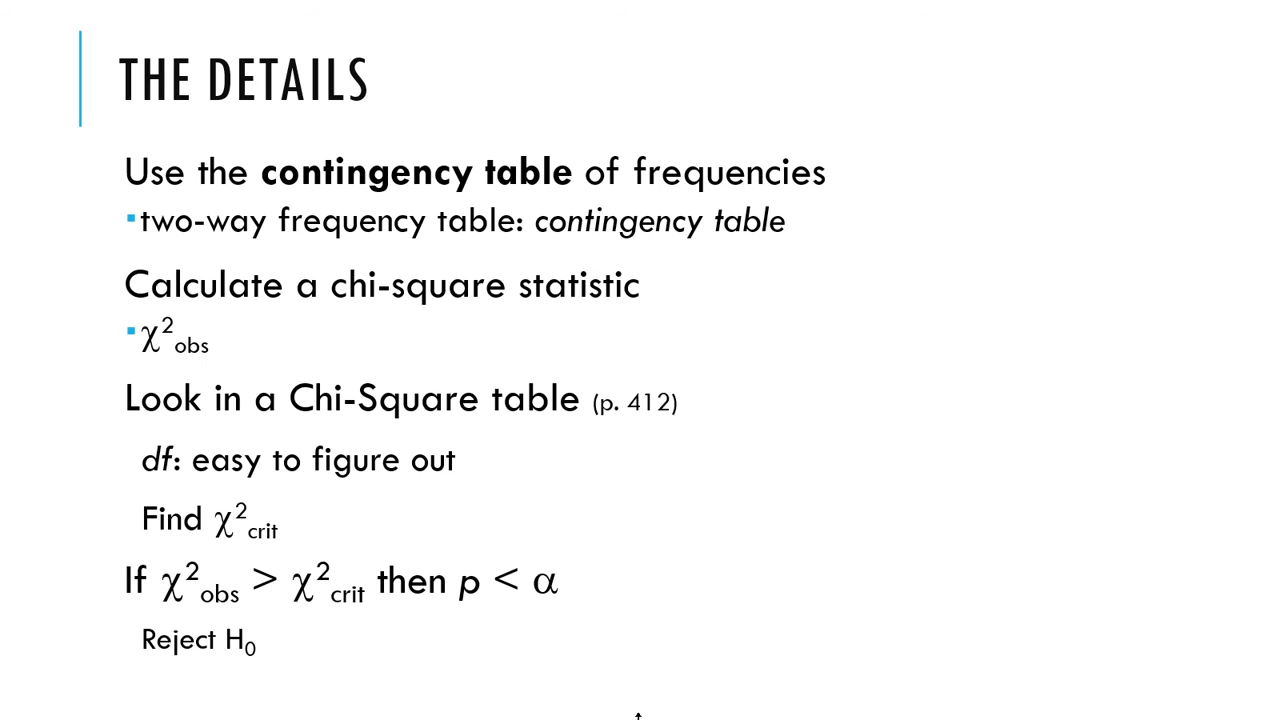 THE DETAILS
Use the contingency table of frequencies
▪two-way frequency table: contingency table
Calculate a chi-square statistic
▪χ²obs
Look in a Chi-Square table (p. 412)
df: easy to figure out
Find χ²crit
If χ²obs > χ²crit then p < α
Reject H₀